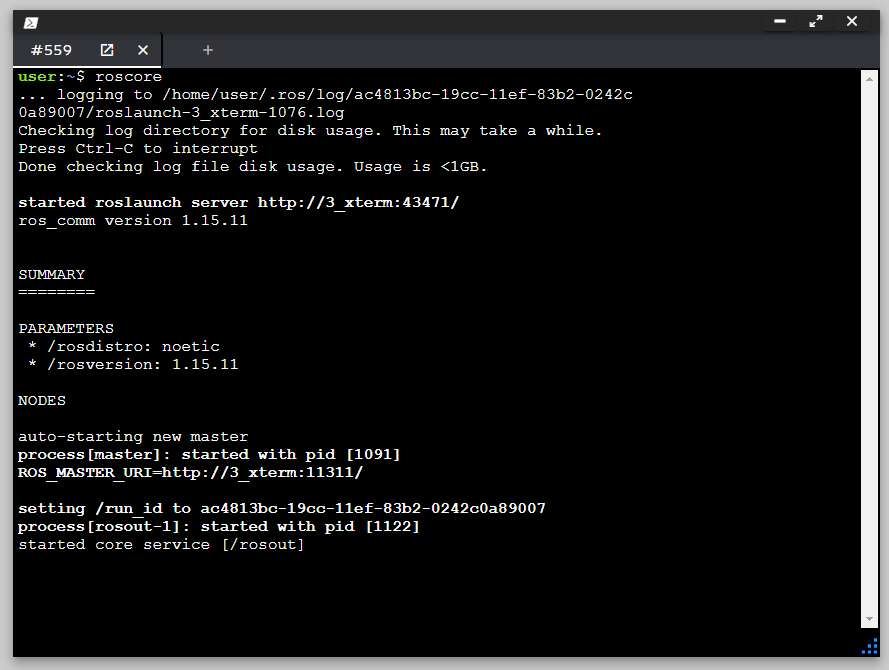 #559
user:~$ roscore
... logging to /home/user/.ros/log/ac4813bc-19cc-11ef-83b2-0242c
0a89007/roslaunch-3_xterm-1076.log
Checking log directory for disk usage. This may take a while.
Press Ctrl-C to interrupt
Done checking log file disk usage. Usage is <1GB.
started roslaunch server http://3_xterm:43471/
ros_comm version 1.15.11
SUMMARY
========
PARAMETERS
* /rosdistro: noetic
* /rosversion: 1.15.11
NODES
auto-starting new master
process[master]: started with pid [1091]
ROS_MASTER_URI=http://3_xterm:11311/
setting /run_id to ac4813bc-19cc-11ef-83b2-0242c0a89007
process[rosout-1]: started with pid [1122]
started core service [/rosout]